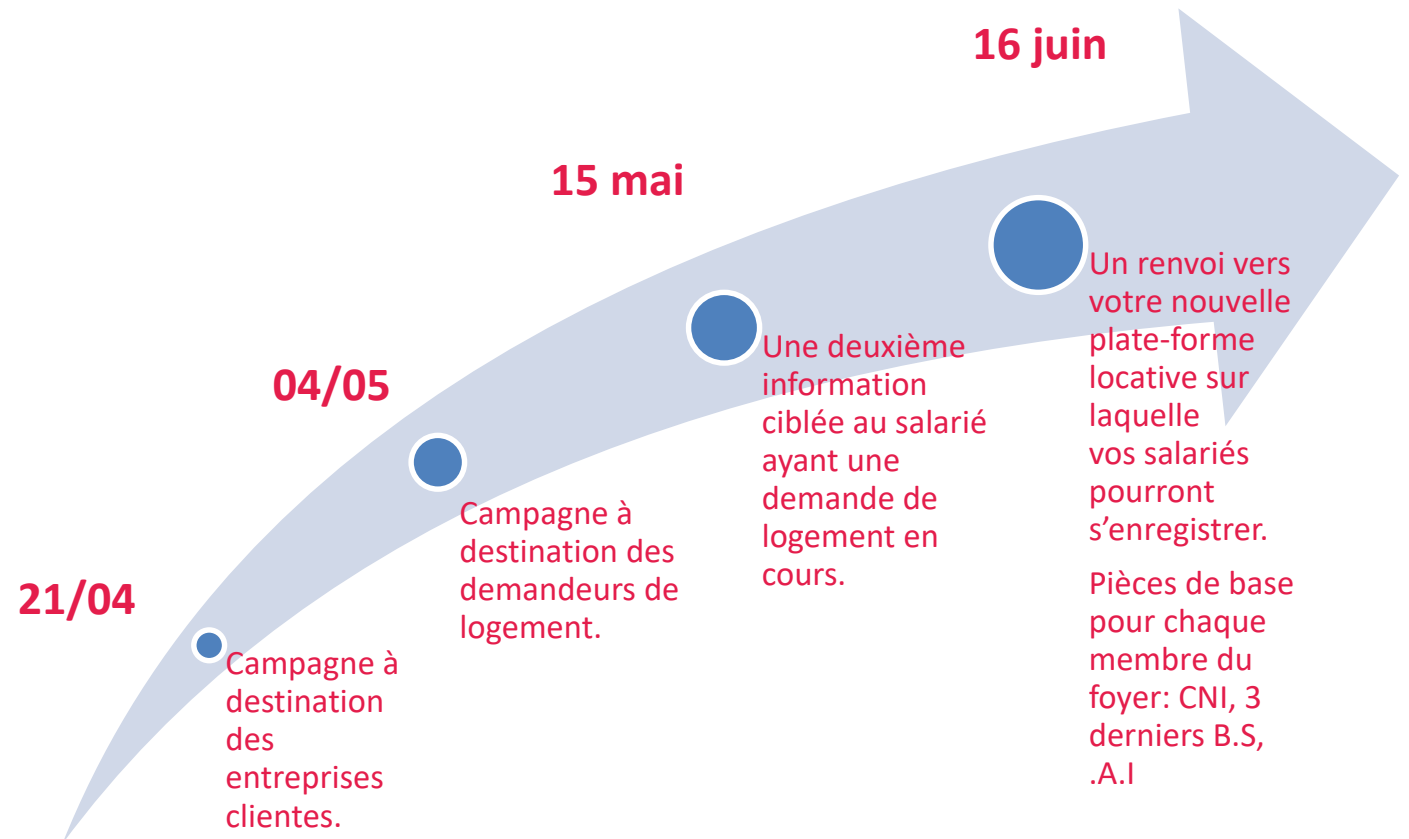 21/04
Campagne à
destination
des
entreprises
clientes.
04/05
Campagne à
destination des
demandeurs de
logement.
15 mai
Une deuxième
information
ciblée au salarié
ayant une
demande de
logement en
cours.
16 juin
Un renvoi vers
votre nouvelle
plate-forme
locative sur
laquelle
vos salariés
pourront
s’enregistrer.
Pièces de base
pour chaque
membre du
foyer: CNI, 3
derniers B.S,
.A.I